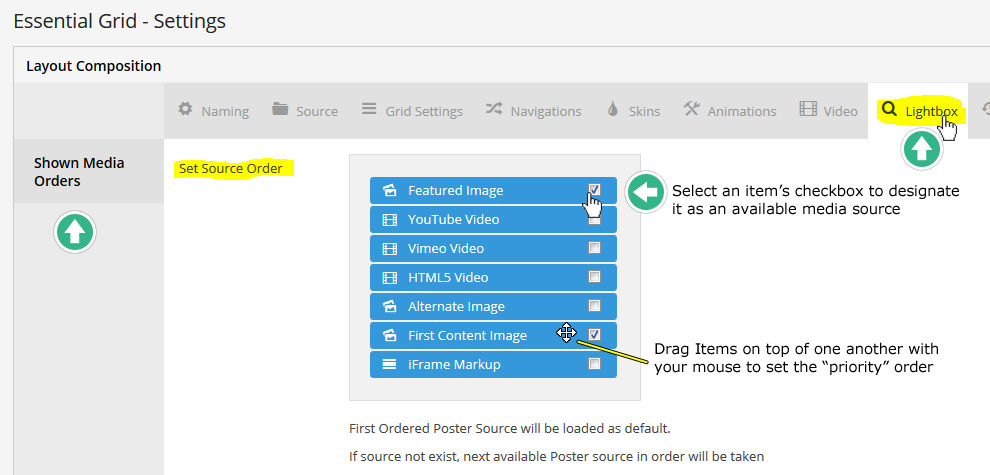 Essential Grid - Settings
Layout Composition
Naming Source Grid Settings Navigations Skins Animations Video Lightbox
Shown Media
Orders
Set Source Order
Featured Image
YouTube Video
Vimeo Video
HTML5 Video
Alternate Image
First Content Image
iFrame Markup
Select an item’s checkbox to designate
it as an available media source
Drag Items on top of one another with
your mouse to set the “priority” order
First Ordered Poster Source will be loaded as default.
If source not exist, next available Poster source in order will be taken